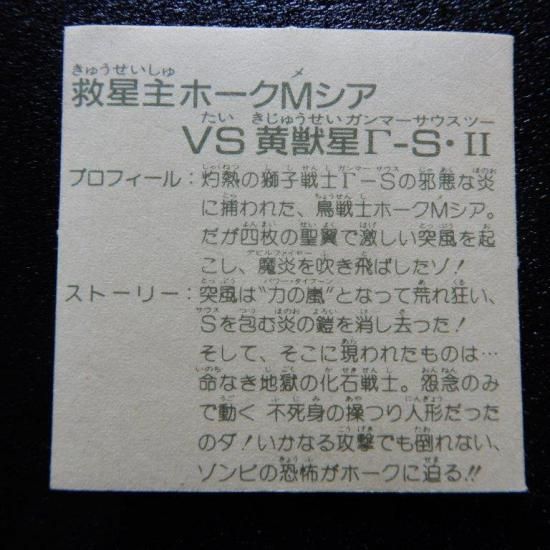 救星主ホークMシア
VS 黄獣星Γ-S・II
プロフィール：灼熱の獅子戦士Γ-Sの邪悪な炎
に捕われた、鳥戦士ホークMシア。
だが四枚の聖翼で激しい突風を起
こし、魔炎を吹き飛ばしたゾ！
ストーリー：突風は“力の嵐”となって荒れ狂い、
Sを包む炎の鎧を消し去った！
そして、そこに現われたものは…
命なき地獄の化石戦士。怨念のみ
で動く 不死身の操つり人形だった
のダ！いかなる攻撃でも倒れない、
ゾンビの恐怖がホークに迫る!!